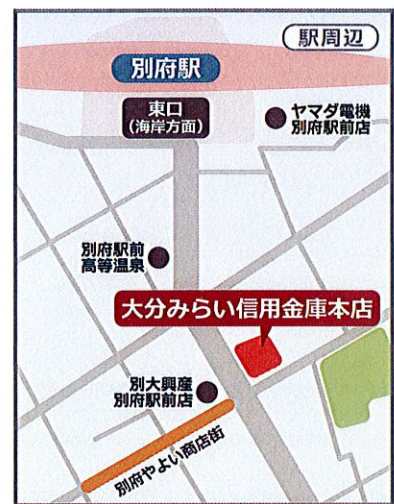 駅周辺
別府駅
東口
(海岸方面)
ヤマダ電機
別府駅前店
別府駅前
高等温泉
大分みらい信用金庫本店
別大興産
別府駅前店
別府やよい商店街